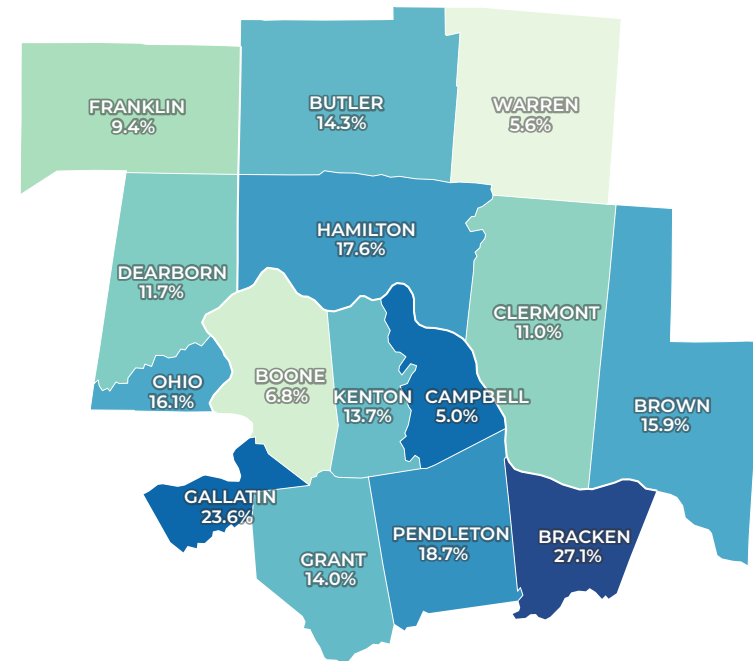 FRANKLIN
9.4%
BUTLER
14.3%
WARREN
5.6%
HAMILTON
17.6%
DEARBORN
11.7%
CLERMONT
11.0%
OHIO
16.1%
BOONE
6.8%
KENTON
13.7%
CAMPBELL
5.0%
BROWN
15.9%
GALLATIN
23.6%
GRANT
14.0%
PENDLETON
18.7%
BRACKEN
27.1%